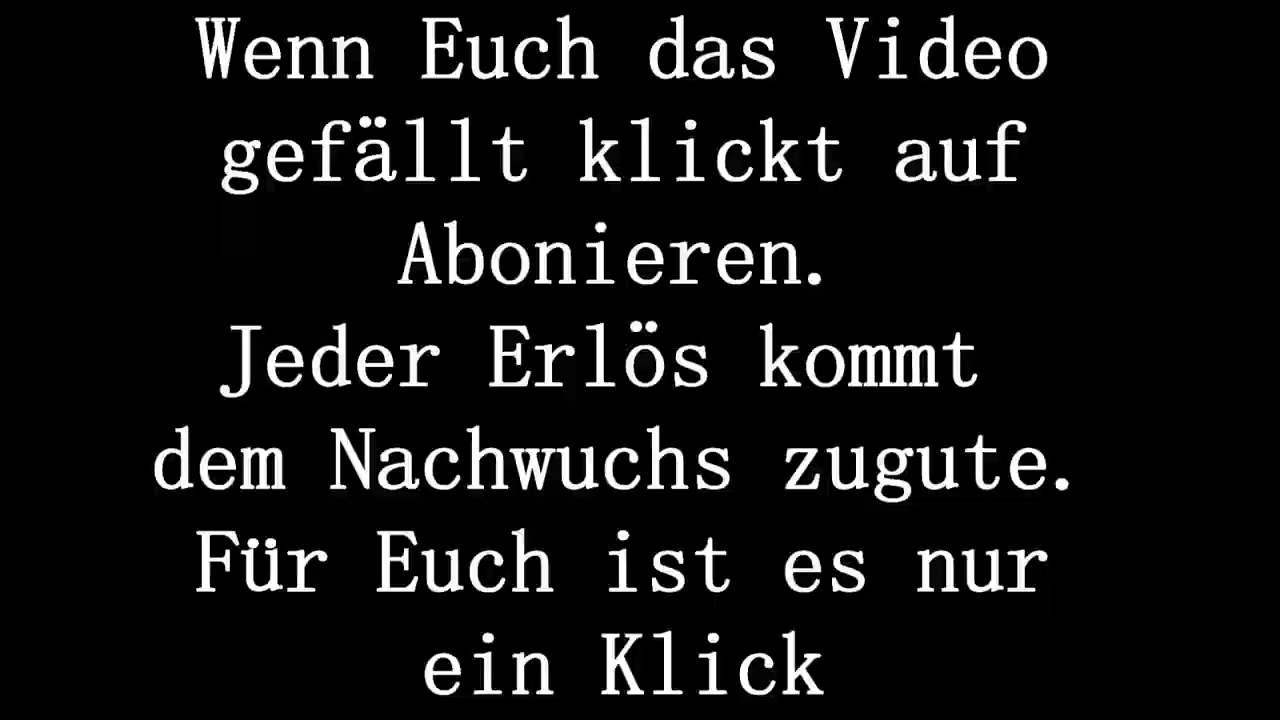 Wenn Euch das Video
gefällt klickt auf
Abonieren.
Jeder Erlös kommt
dem Nachwuchs zugute.
Für Euch ist es nur
ein Klick